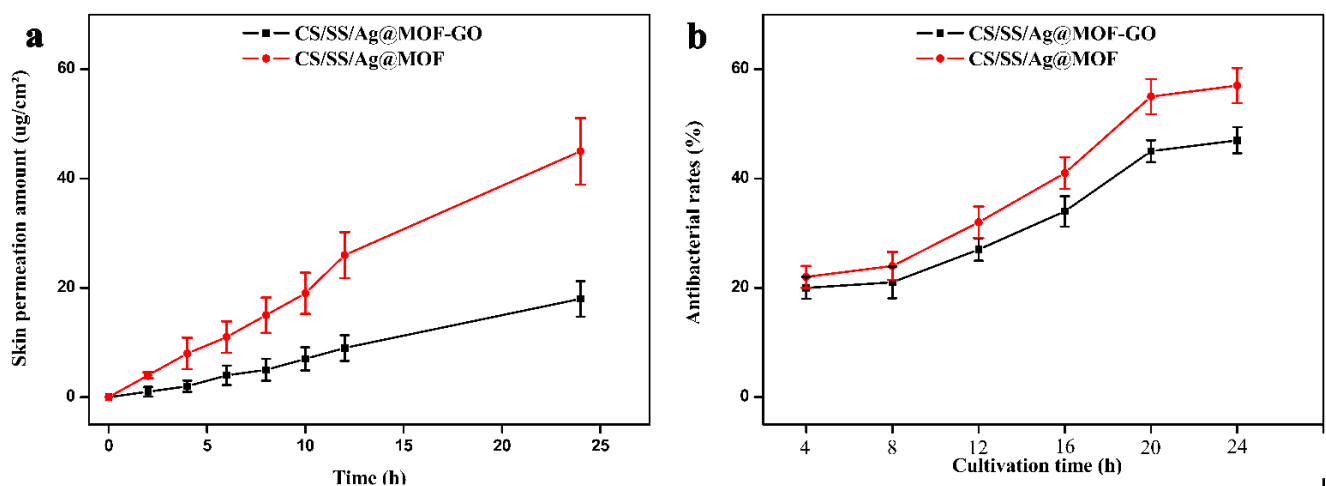 a
CS/SS/Ag@MOF-GO
CS/SS/Ag@MOF
Skin permeation amount (ug/cm²)
60
40
20
0
0 5 10 15 20 25
Time (h)
b
CS/SS/Ag@MOF-GO
CS/SS/Ag@MOF
Antibacterial rates (%)
60
40
20
0
4 8 12 16 20 24
Cultivation time (h)